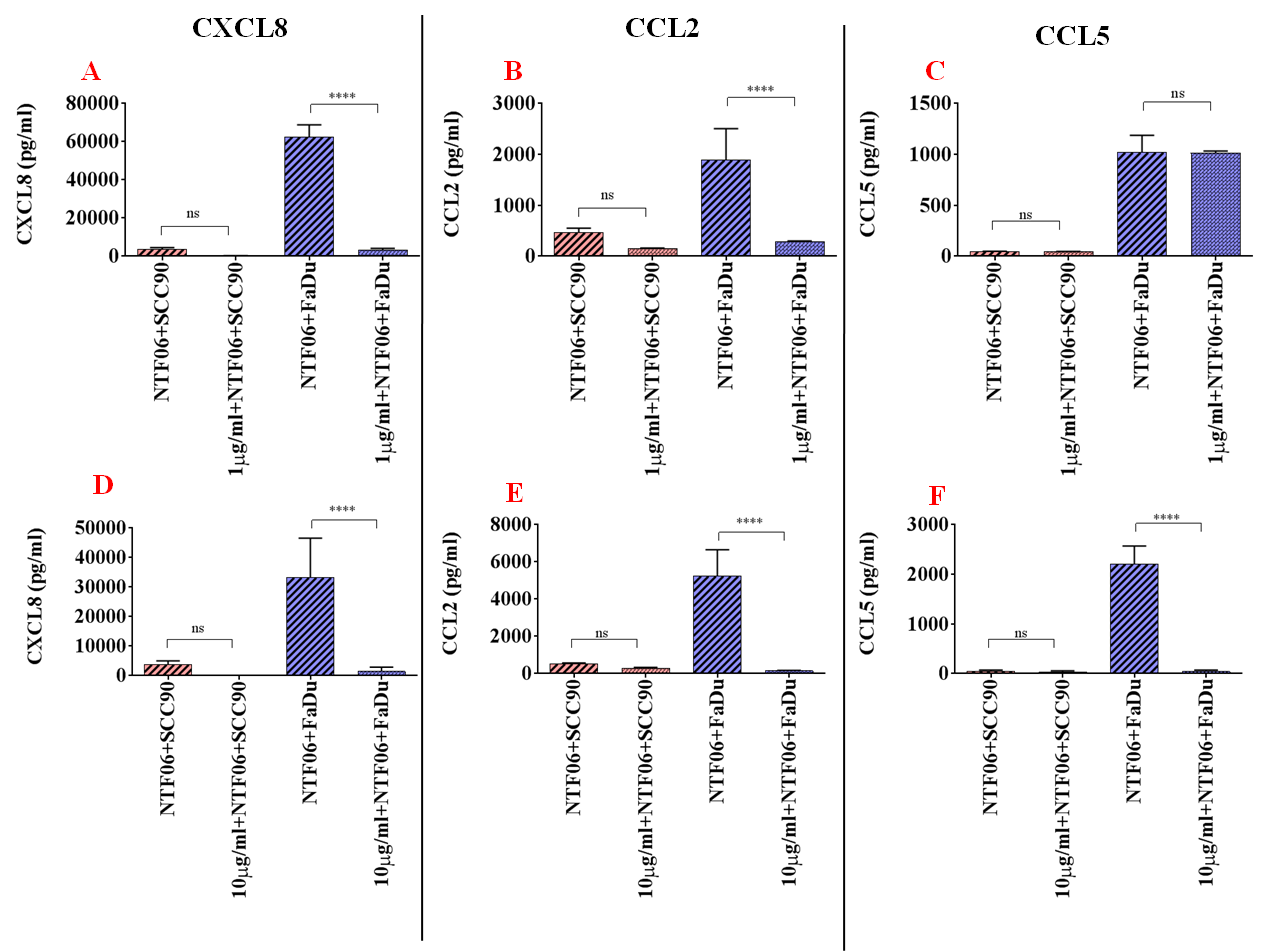 CXCL8
CCL2
CCL5
A
CXCL8 (pg/ml)
80000
60000
40000
20000
0
ns
****
NTF06+SCC90
1µg/ml+NTF06+SCC90
NTF06+FaDu
1µg/ml+NTF06+FaDu
B
CCL2 (pg/ml)
3000
2000
1000
0
ns
****
NTF06+SCC90
1µg/ml+NTF06+SCC90
NTF06+FaDu
1µg/ml+NTF06+FaDu
C
CCL5 (pg/ml)
1500
1000
500
0
ns
ns
NTF06+SCC90
1µg/ml+NTF06+SCC90
NTF06+FaDu
1µg/ml+NTF06+FaDu
D
CXCL8 (pg/ml)
50000
40000
30000
20000
10000
0
ns
****
NTF06+SCC90
10µg/ml+NTF06+SCC90
NTF06+FaDu
10µg/ml+NTF06+FaDu
E
CCL2 (pg/ml)
8000
6000
4000
2000
0
ns
****
NTF06+SCC90
10µg/ml+NTF06+SCC90
NTF06+FaDu
10µg/ml+NTF06+FaDu
F
CCL5 (pg/ml)
3000
2000
1000
0
ns
****
NTF06+SCC90
10µg/ml+NTF06+SCC90
NTF06+FaDu
10µg/ml+NTF06+FaDu